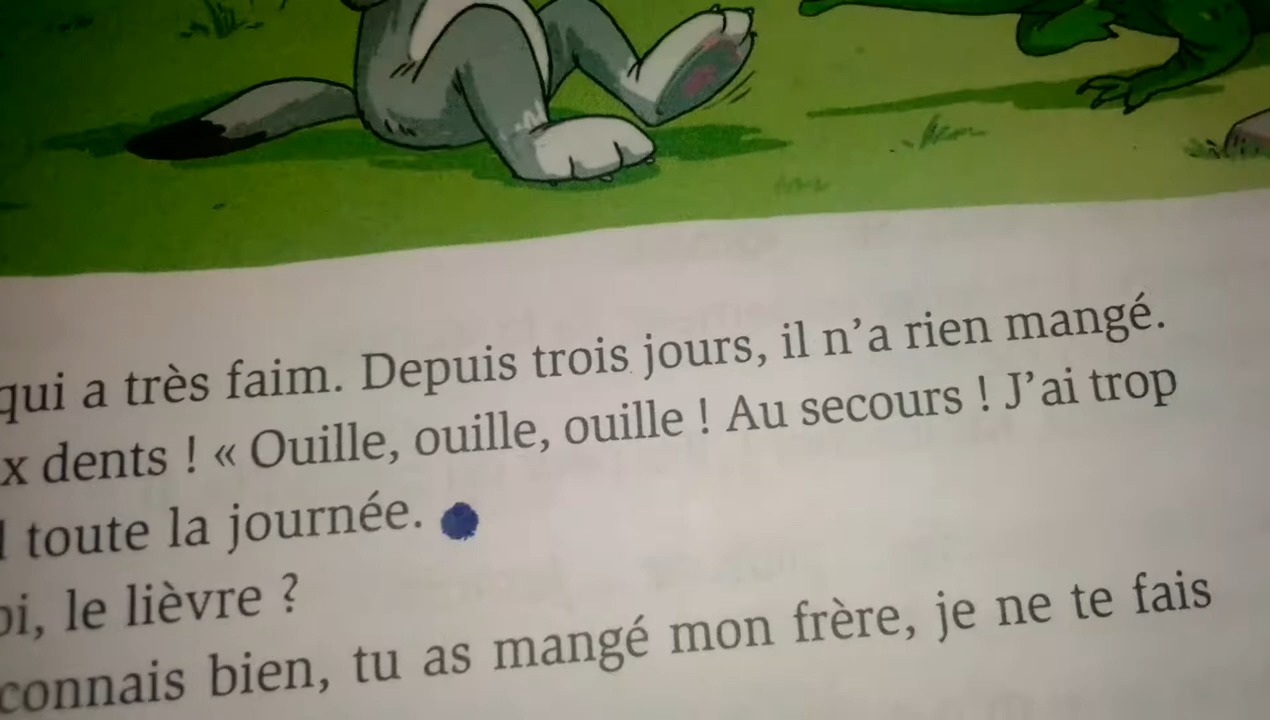 qui a très faim. Depuis trois jours, il n’a rien mangé.
x dents ! « Ouille, ouille, ouille ! Au secours ! J’ai trop
toute la journée.
le lièvre ?
connais bien, tu as mangé mon frère, je ne te fais